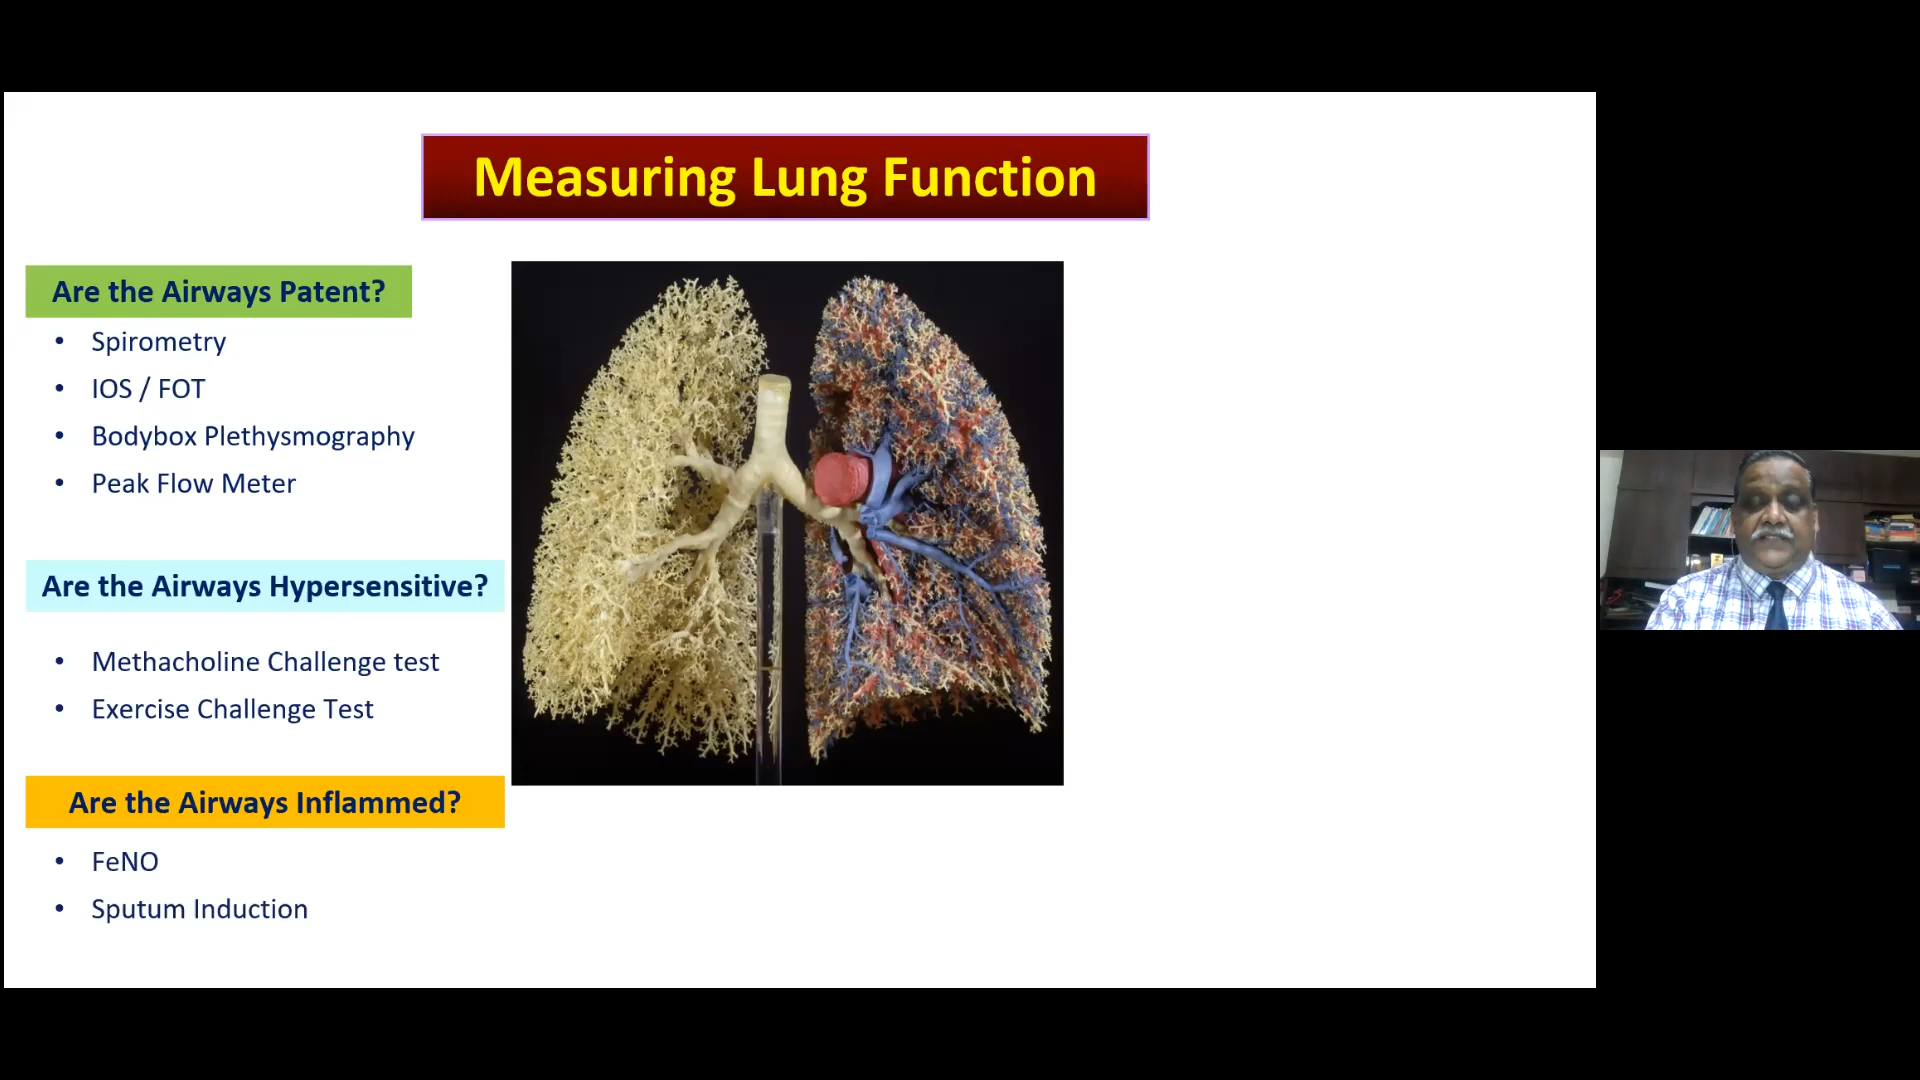 Measuring Lung Function
Are the Airways Patent?
• Spirometry
• IOS / FOT
• Bodybox Plethysmography
• Peak Flow Meter
Are the Airways Hypersensitive?
• Methacholine Challenge test
• Exercise Challenge Test
Are the Airways Inflammed?
• FeNO
• Sputum Induction